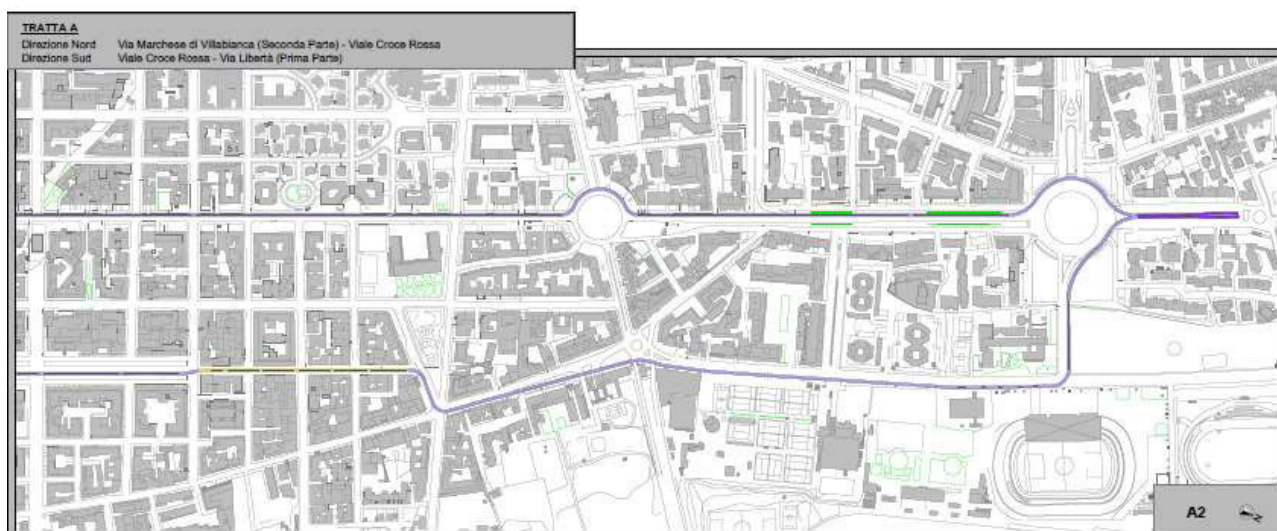 TRATTA A
Direzione Nord Via Marchese di Villabianca (Seconda Parte) - Viale Croce Rossa
Direzione Sud Viale Croce Rossa - Via Libertà (Prima Parte)
A2